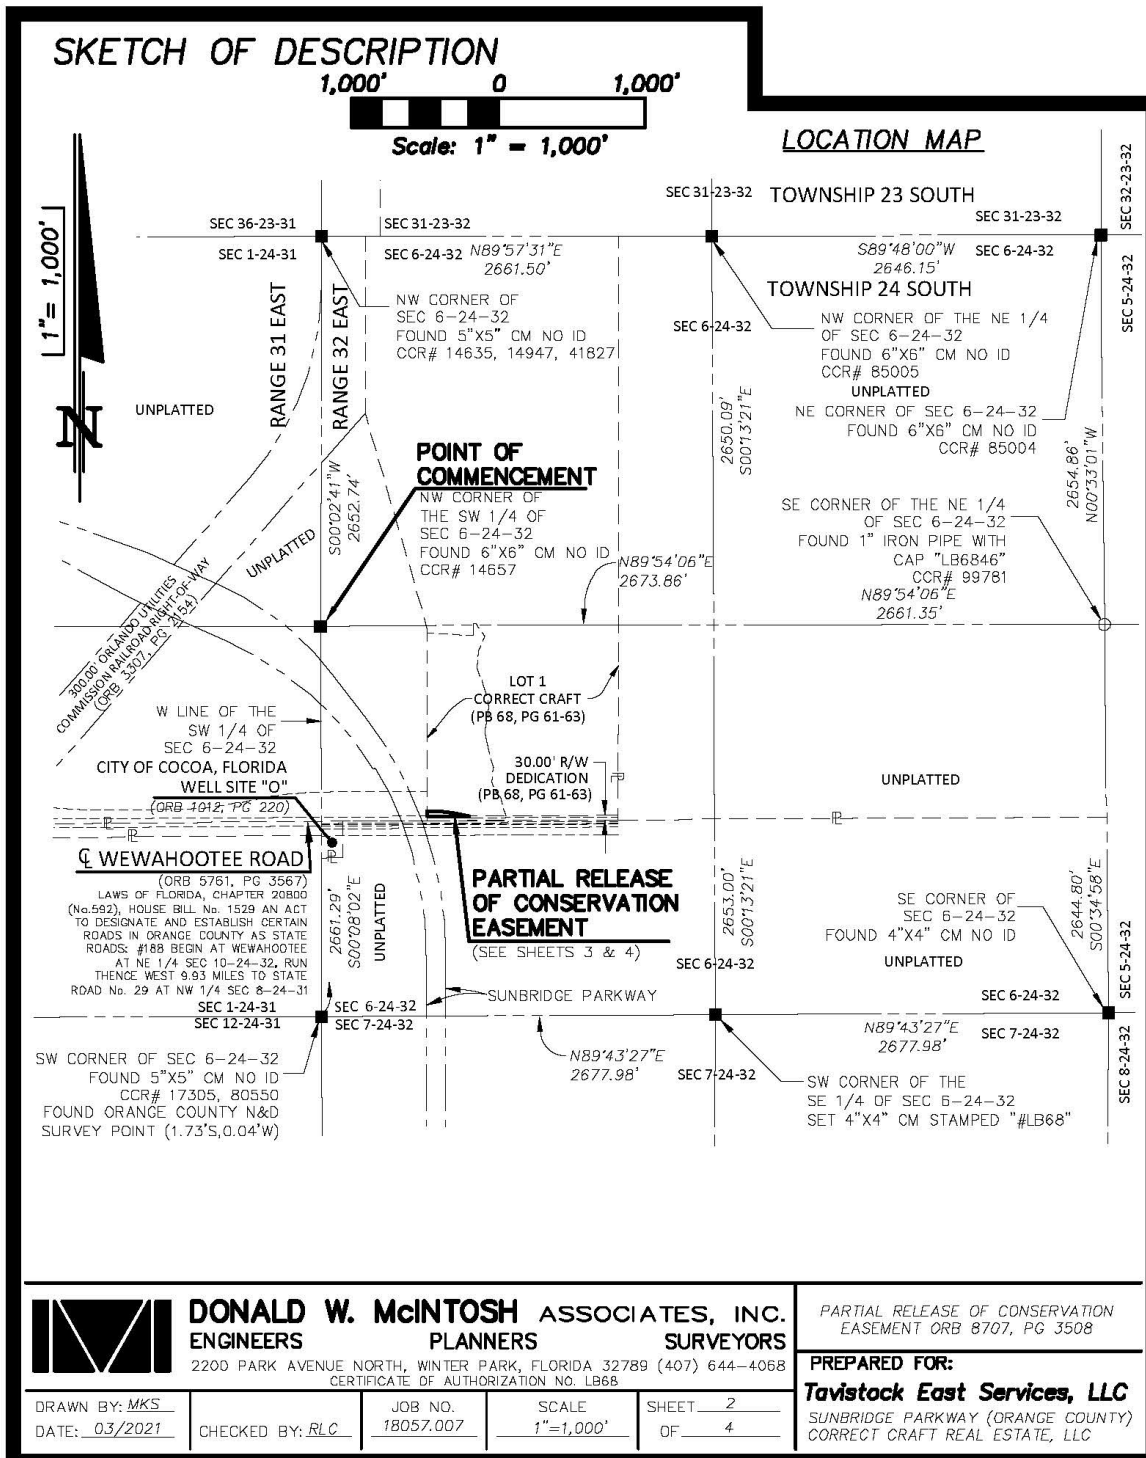 SKETCH OF DESCRIPTION
1,000' 0 1,000'
Scale: 1" = 1,000'
LOCATION MAP
1"= 1,000'
N
SEC 36-23-31
SEC 31-23-32
SEC 31-23-32
TOWNSHIP 23 SOUTH
SEC 31-23-32
SEC 32-23-32
SEC 1-24-31
SEC 6-24-32
N89°57'31"E
2661.50'
S89°48'00"W
2646.15'
SEC 6-24-32
SEC 5-24-32
TOWNSHIP 24 SOUTH
RANGE 31 EAST
RANGE 32 EAST
NW CORNER OF
SEC 6-24-32
FOUND 5"X5" CM NO ID
CCR# 14635, 14947, 41827
SEC 6-24-32
NW CORNER OF THE NE 1/4
OF SEC 6-24-32
FOUND 6"X6" CM NO ID
CCR# 85005
UNPLATTED
UNPLATTED
NE CORNER OF SEC 6-24-32
FOUND 6"X6" CM NO ID
CCR# 85004
2650.09'
S00°13'21"E
2654.86'
N00°33'01"W
POINT OF
COMMENCEMENT
NW CORNER OF
THE SW 1/4 OF
SEC 6-24-32
FOUND 6"X6" CM NO ID
CCR# 14657
S00°02'41"W
2652.74'
UNPLATTED
N89°54'06"E
2673.86'
SE CORNER OF THE NE 1/4
OF SEC 6-24-32
FOUND 1" IRON PIPE WITH
CAP "LB6846"
CCR# 99781
N89°54'06"E
2661.35'
300.00' ORLANDO UTILITIES
COMMISSION RAILROAD RIGHT-OF-WAY
(ORB 3307, PG 2154)
LOT 1
CORRECT CRAFT
(PB 68, PG 61-63)
W LINE OF THE
SW 1/4 OF
SEC 6-24-32
CITY OF COCOA, FLORIDA
WELL SITE "O"
(ORB 1012, PG 220)
30.00' R/W
DEDICATION
(PB 68, PG 61-63)
UNPLATTED
℄ WEWAHOOTEE ROAD
(ORB 5761, PG 3567)
LAWS OF FLORIDA, CHAPTER 20800
(No.592), HOUSE BILL No. 1529 AN ACT
TO DESIGNATE AND ESTABLISH CERTAIN
ROADS IN ORANGE COUNTY AS STATE
ROADS: #188 BEGIN AT WEWAHOOTEE
AT NE 1/4 SEC 10-24-32, RUN
THENCE WEST 9.93 MILES TO STATE
ROAD No. 29 AT NW 1/4 SEC 8-24-31
2661.29'
S00°08'02"E
UNPLATTED
PARTIAL RELEASE
OF CONSERVATION
EASEMENT
(SEE SHEETS 3 & 4)
2653.00'
S00°13'21"E
SE CORNER OF
SEC 6-24-32
FOUND 4"X4" CM NO ID
2644.80'
S00°34'58"E
UNPLATTED
SEC 6-24-32
SUNBRIDGE PARKWAY
SEC 1-24-31
SEC 6-24-32
SEC 6-24-32
SEC 5-24-32
SEC 12-24-31
SEC 7-24-32
SEC 7-24-32
SEC 8-24-32
N89°43'27"E
2677.98'
N89°43'27"E
2677.98'
SEC 7-24-32
SW CORNER OF SEC 6-24-32
FOUND 5"X5" CM NO ID
CCR# 17305, 80550
FOUND ORANGE COUNTY N&D
SURVEY POINT (1.73'S,0.04'W)
SW CORNER OF THE
SE 1/4 OF SEC 6-24-32
SET 4"X4" CM STAMPED "#LB68"
DONALD W. McINTOSH ASSOCIATES, INC.
ENGINEERS PLANNERS SURVEYORS
2200 PARK AVENUE NORTH, WINTER PARK, FLORIDA 32789 (407) 644-4068
CERTIFICATE OF AUTHORIZATION NO. LB68
PARTIAL RELEASE OF CONSERVATION
EASEMENT ORB 8707, PG 3508
PREPARED FOR:
Tavistock East Services, LLC
SUNBRIDGE PARKWAY (ORANGE COUNTY)
CORRECT CRAFT REAL ESTATE, LLC
DRAWN BY: MKS
DATE: 03/2021
CHECKED BY: RLC
JOB NO.
18057.007
SCALE
1"=1,000'
SHEET 2
OF 4